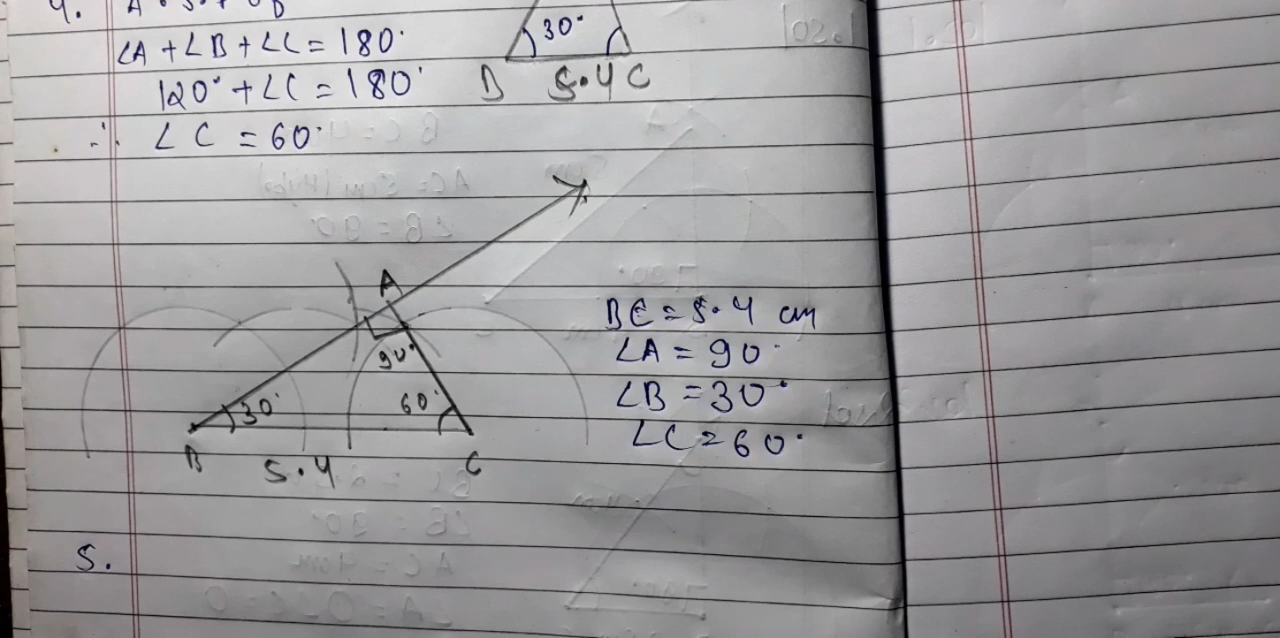 4.
∠A + ∠B + ∠C = 180°
120° + ∠C = 180°
∴ ∠C = 60°
30°
B 5.4 C
A
90°
30°
60°
B 5.4 C
BC = 5.4 cm
∠A = 90°
∠B = 30°
∠C = 60°
5.